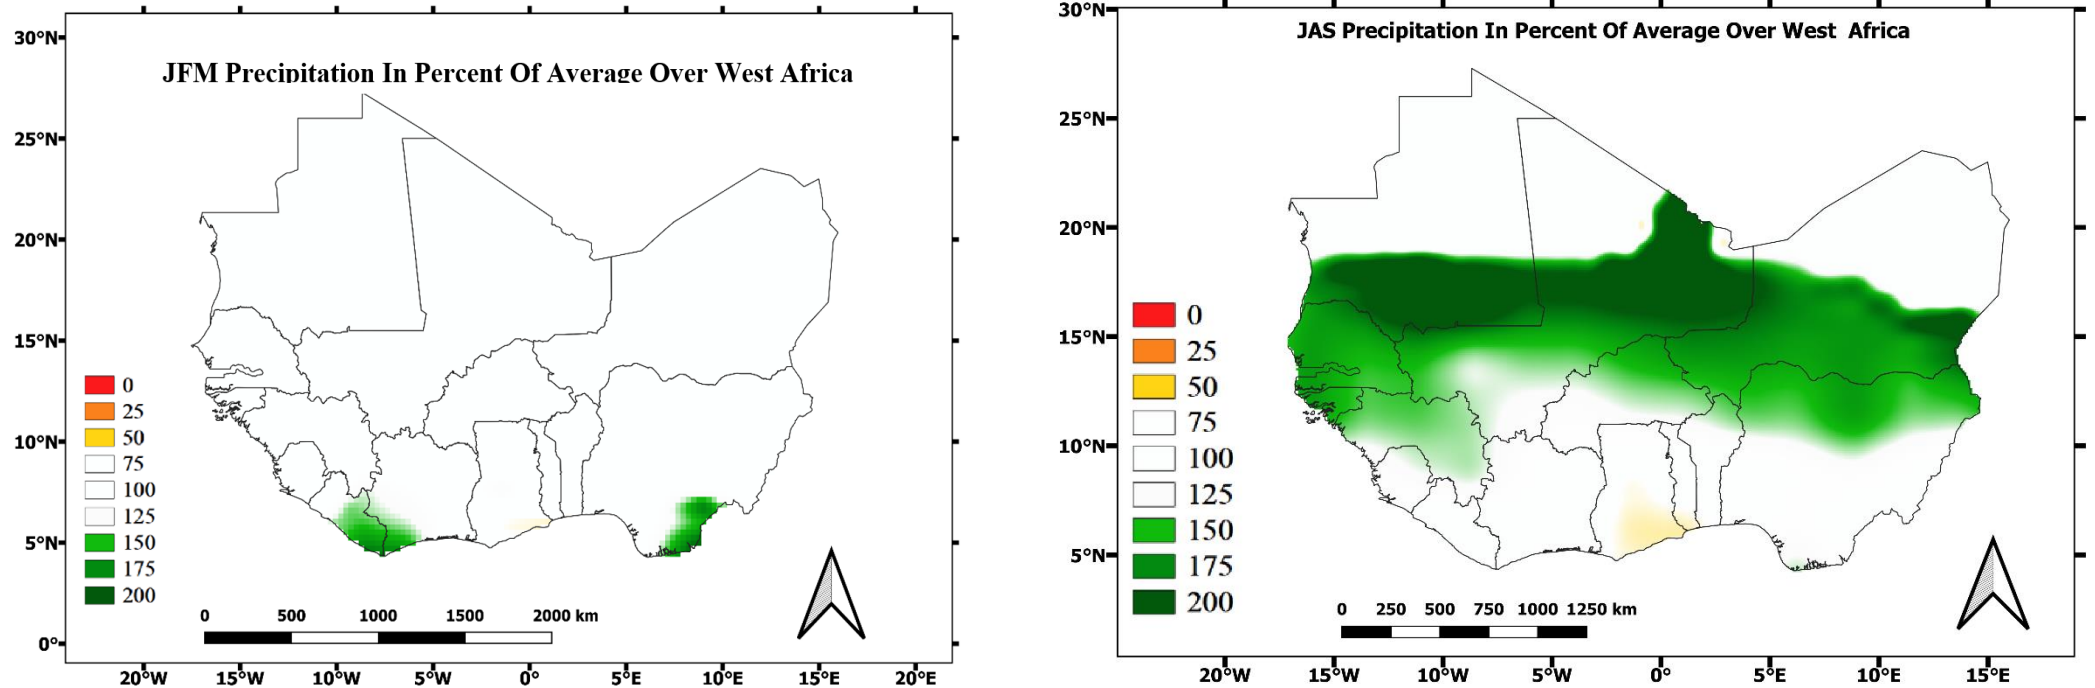 JFM Precipitation In Percent Of Average Over West Africa
30°N
25°N
20°N
15°N
10°N
5°N
0°
0
25
50
75
100
125
150
175
200
0 500 1000 1500 2000 km
20°W 15°W 10°W 5°W 0° 5°E 10°E 15°E 20°E
JAS Precipitation In Percent Of Average Over West Africa
30°N
25°N
20°N
15°N
10°N
5°N
0
25
50
75
100
125
150
175
200
0 250 500 750 1000 1250 km
20°W 15°W 10°W 5°W 0° 5°E 10°E 15°E